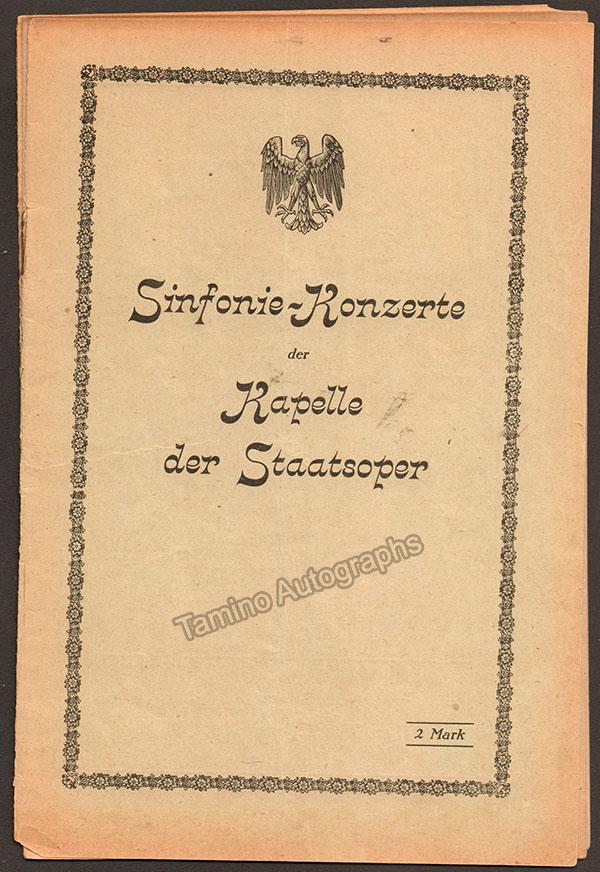 Sinfonie-Konzerte
der
Kapelle
der Staatsoper
Tamino Autographs
2 Mark